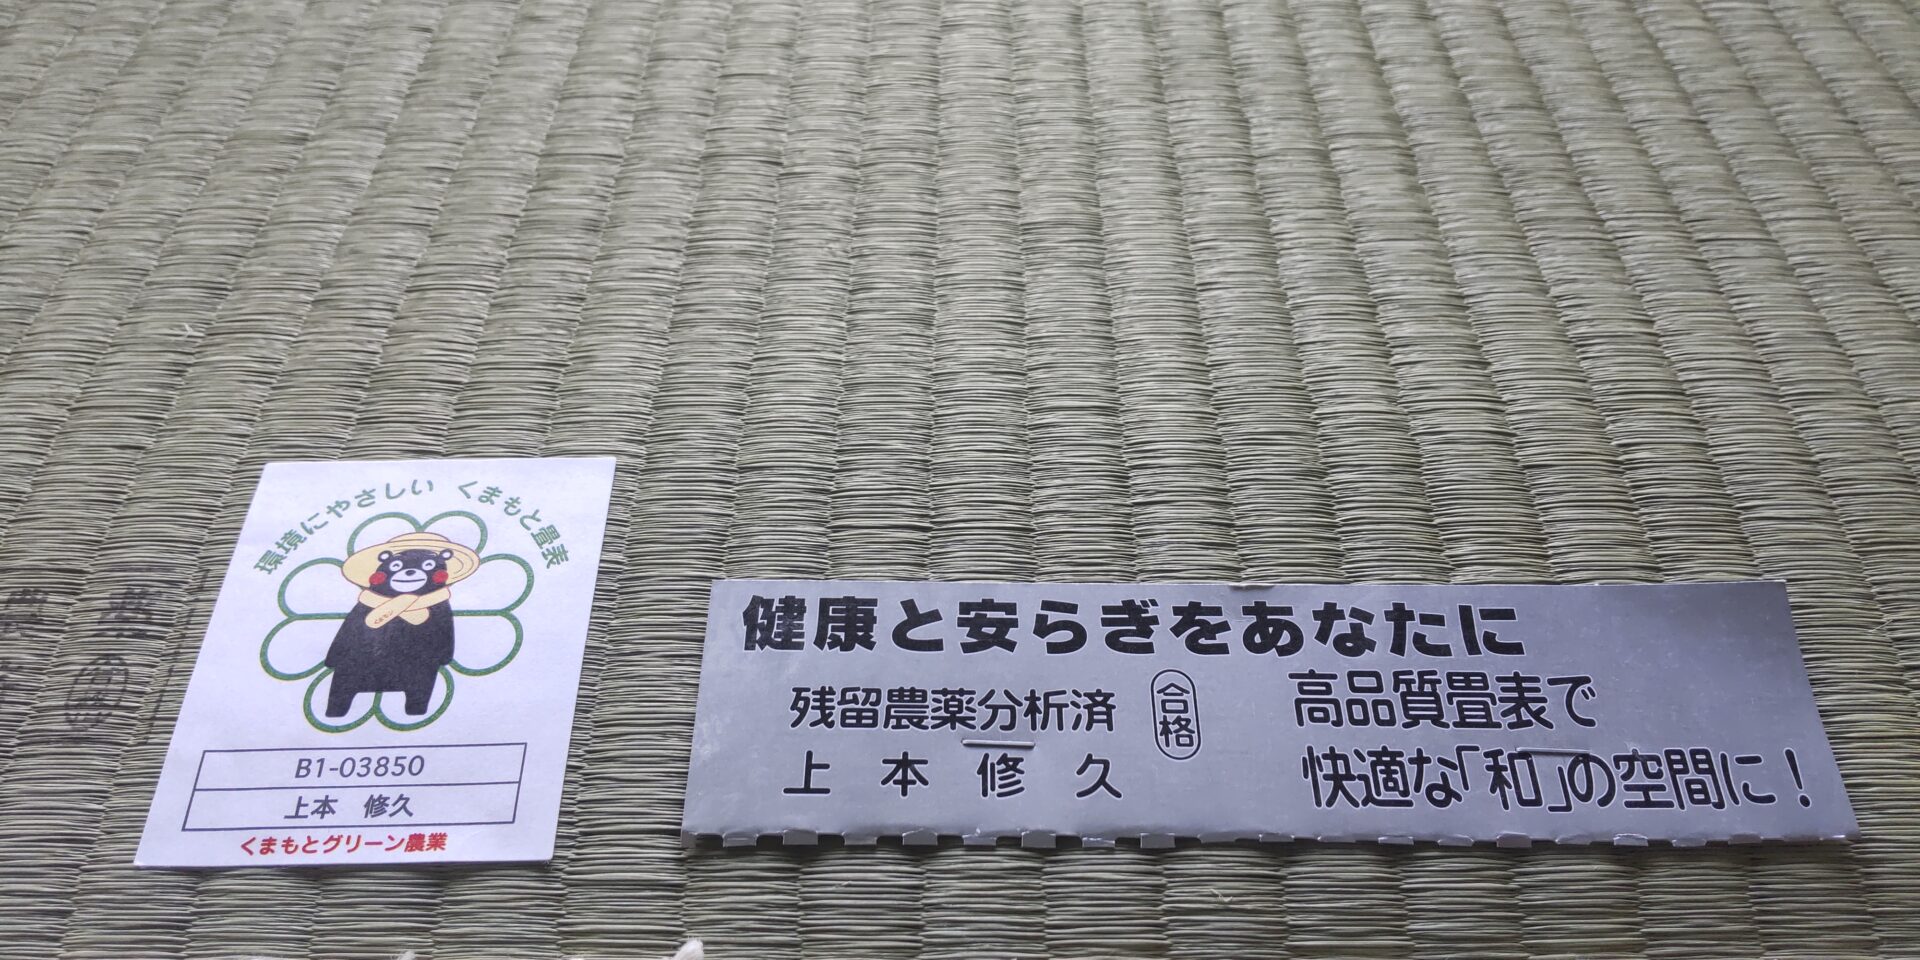 環境にやさしい くまもと畳表
B1-03850
上本 修久
くまもとグリーン農業
健康と安らぎをあなたに
残留農薬分析済 合格
上本修久
高品質畳表で
快適な「和」の空間に！